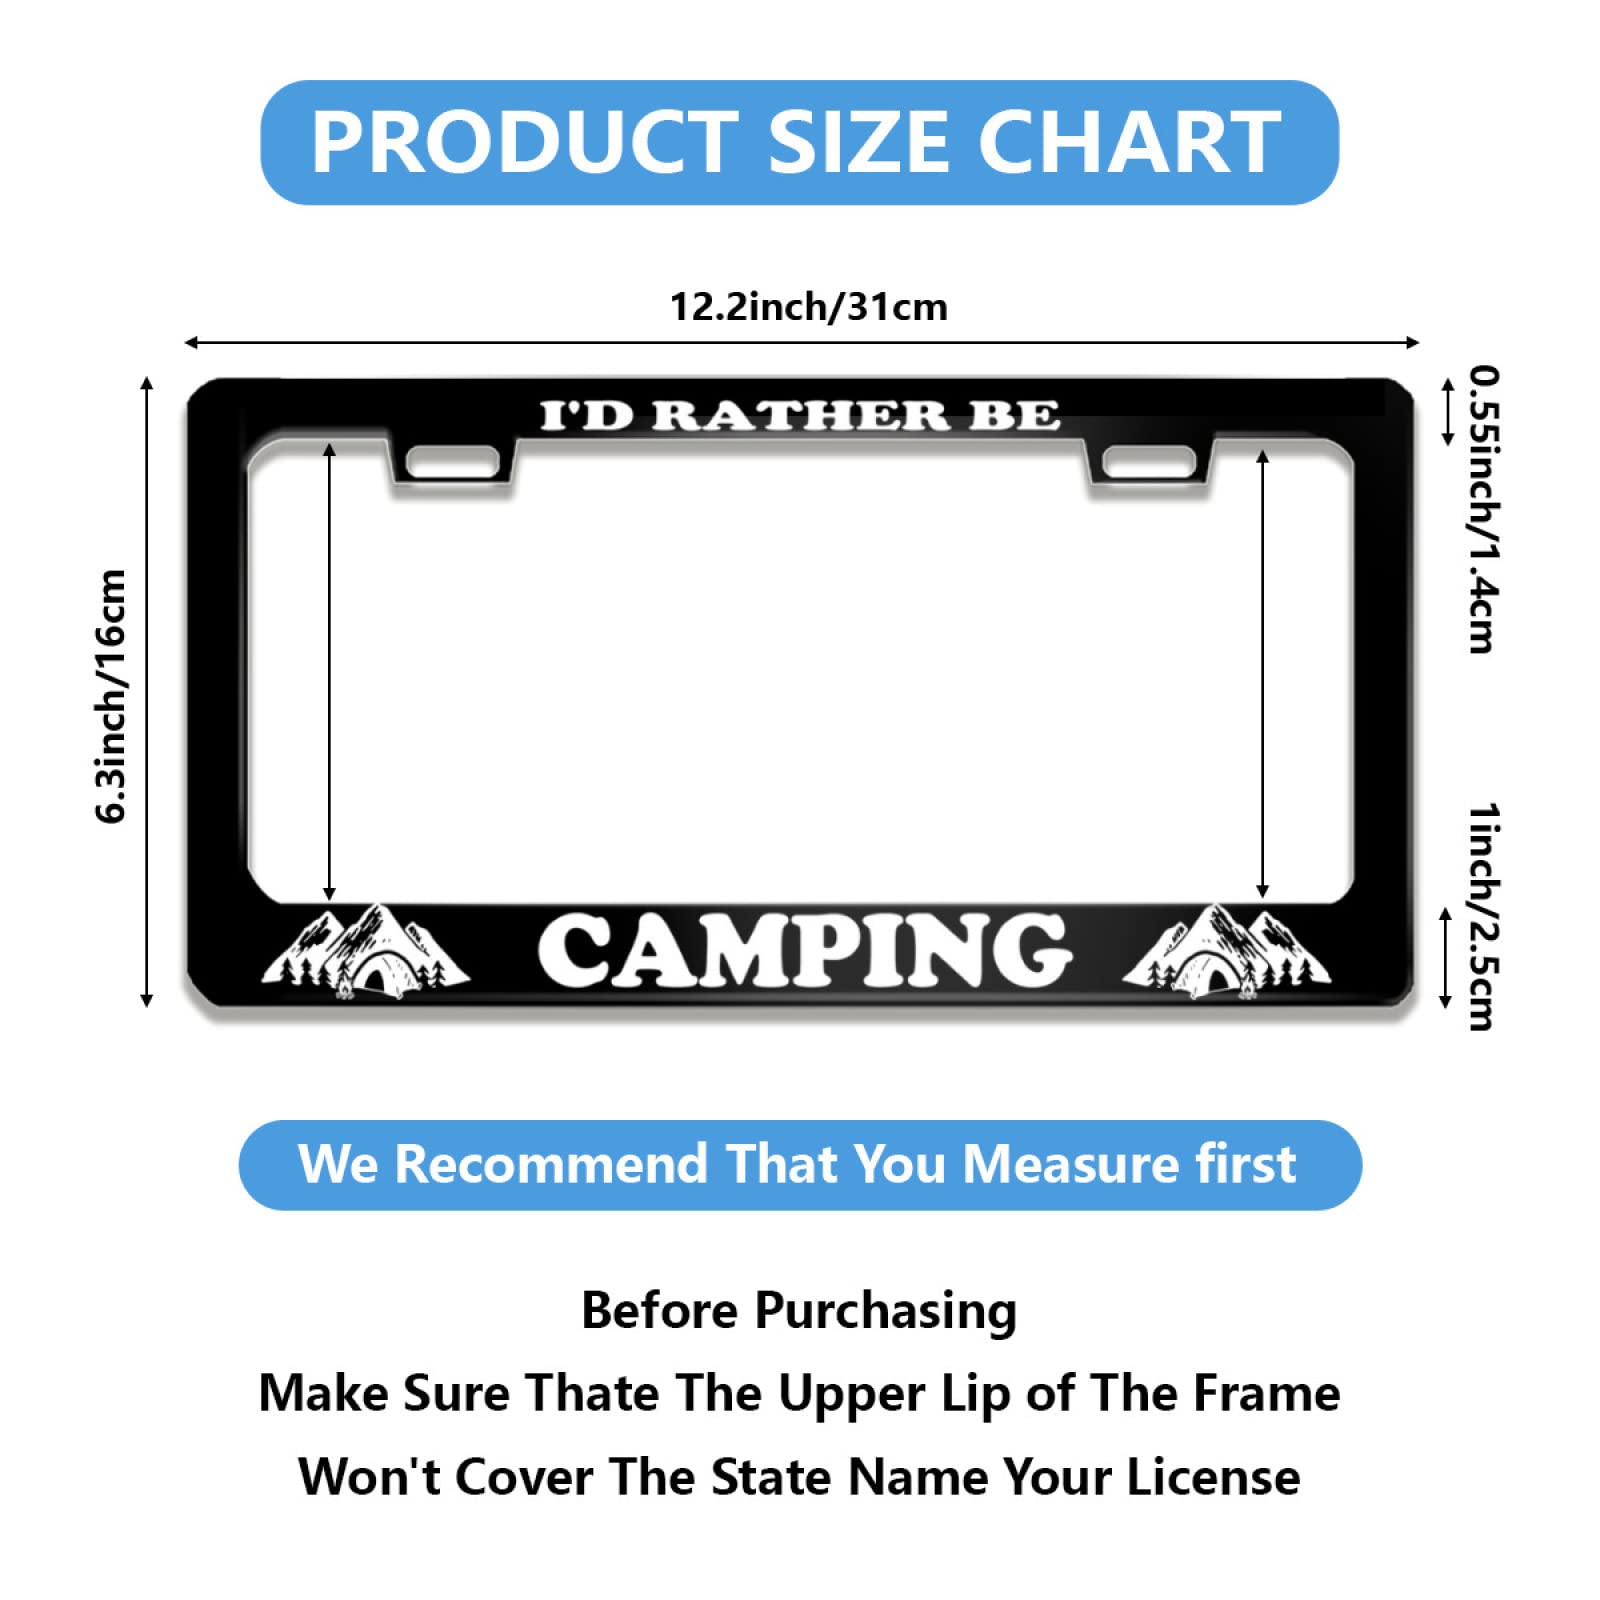 PRODUCT SIZE CHART
12.2inch/31cm
I'D RATHER BE
0.55inch/1.4cm
6.3inch/16cm
1inch/2.5cm
CAMPING
We Recommend That You Measure first
Before Purchasing
Make Sure Thate The Upper Lip of The Frame
Won't Cover The State Name Your License